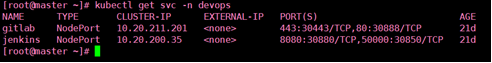 [root@master ~]# kubectl get svc -n devops
NAME      TYPE       CLUSTER-IP      EXTERNAL-IP   PORT(S)                          AGE
gitlab    NodePort   10.20.211.201   <none>        443:30443/TCP,80:30888/TCP       21d
jenkins   NodePort   10.20.200.35    <none>        8080:30880/TCP,50000:30850/TCP   21d
[root@master ~]#